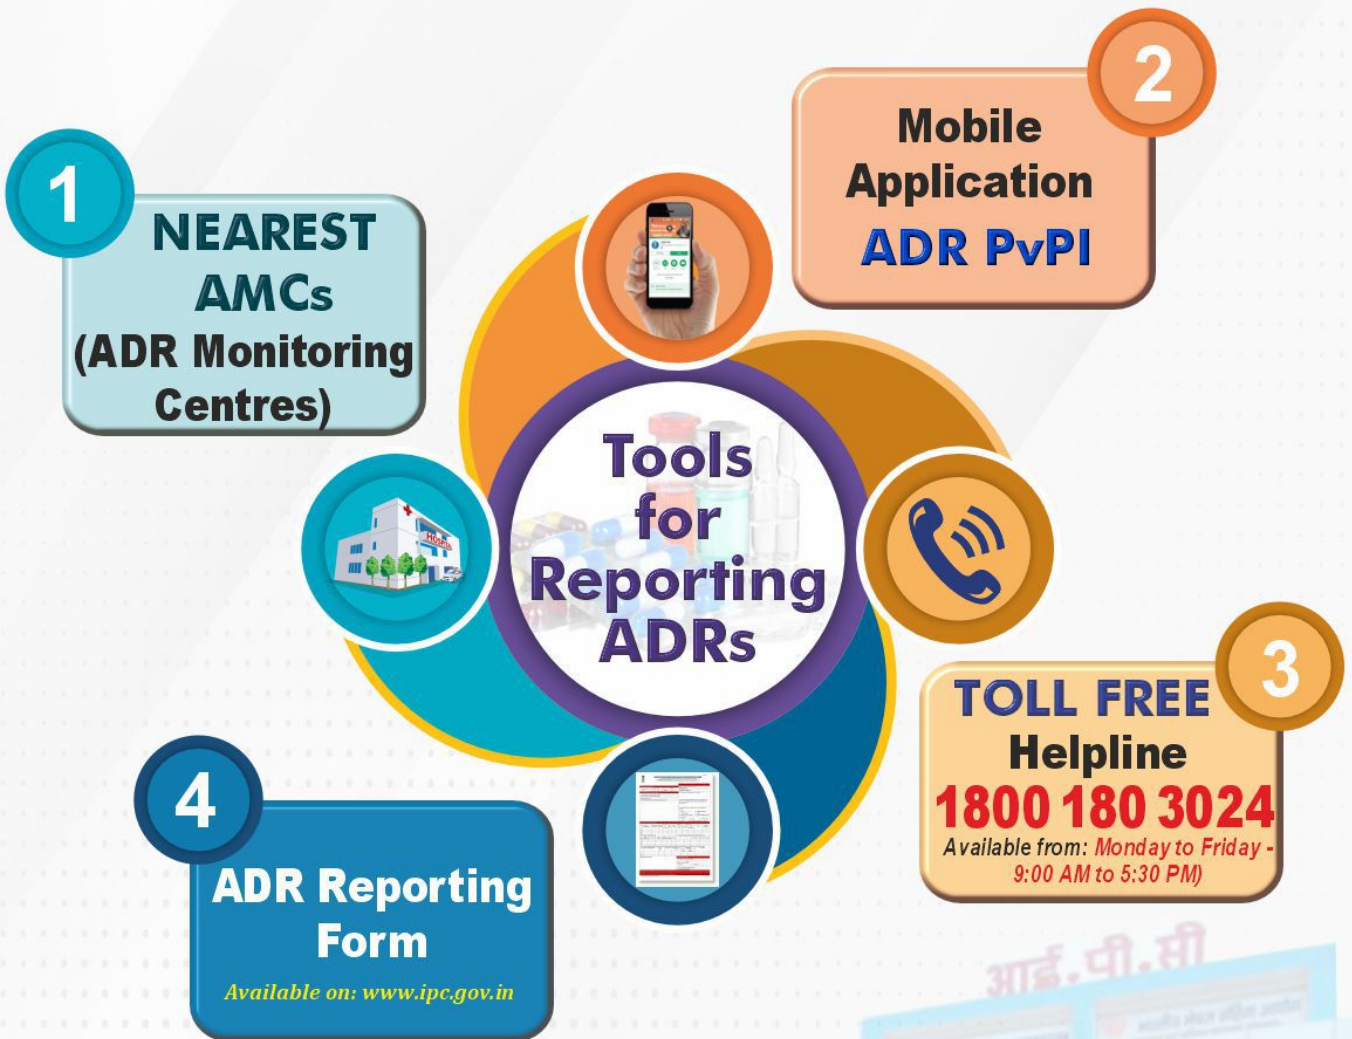 1
NEAREST
AMCs
(ADR Monitoring
Centres)
2
Mobile
Application
ADR PvPI
Tools
for
Reporting
ADRs
HOSPITAL
3
TOLL FREE
Helpline
1800 180 3024
Available from: Monday to Friday -
9:00 AM to 5:30 PM)
4
ADR Reporting
Form
Available on: www.ipc.gov.in
आई.पी.सी